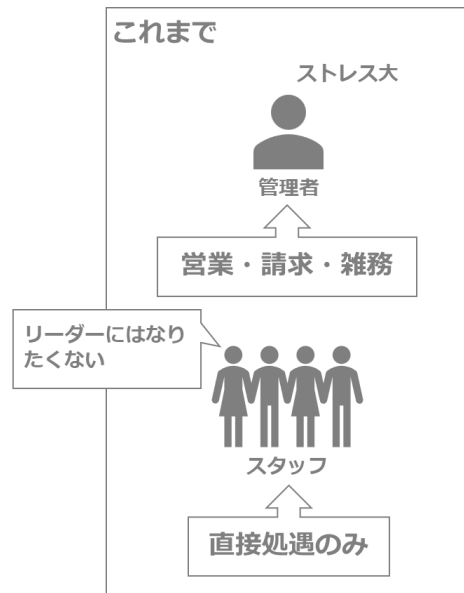 これまで
ストレス大
管理者
営業・請求・雑務
リーダーにはなり
たくない
スタッフ
直接処遇のみ